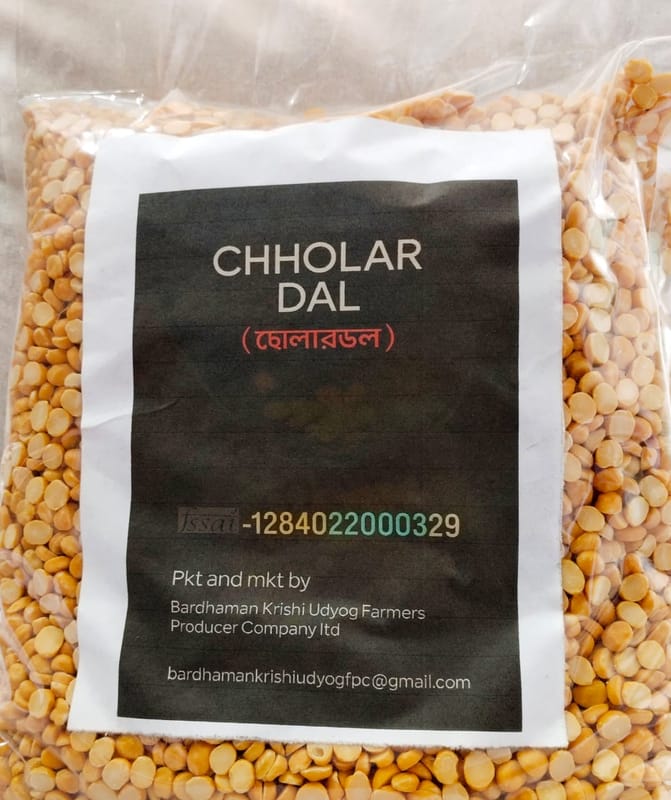 CHHOLAR
DAL
(ছোলারডল)
fssai-1284022000329
Pkt and mkt by
Bardhaman Krishi Udyog Farmers
Producer Company ltd
bardhamankrishiudyogfpc@gmail.com